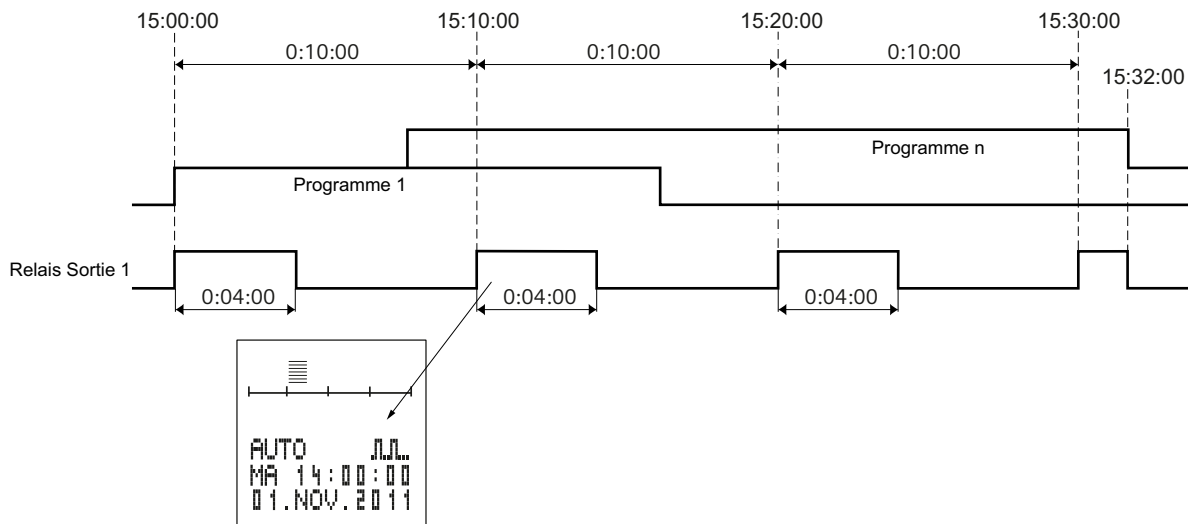 15:00:00 15:10:00 15:20:00 15:30:00
0:10:00 0:10:00 0:10:00
15:32:00
Programme n
Programme 1
Relais Sortie 1
0:04:00 0:04:00 0:04:00
AUTO
MA 14:00:00
01.NOV.2011